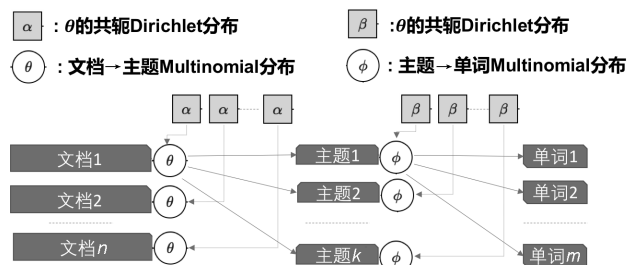 α : θ的共轭Dirichlet分布
β :θ的共轭Dirichlet分布
θ : 文档→主题Multinomial分布
ϕ : 主题→单词Multinomial分布
α α α β β β
文档1 θ 主题1 ϕ 单词1
文档2 θ 主题2 ϕ 单词2
文档n θ 主题k ϕ 单词m